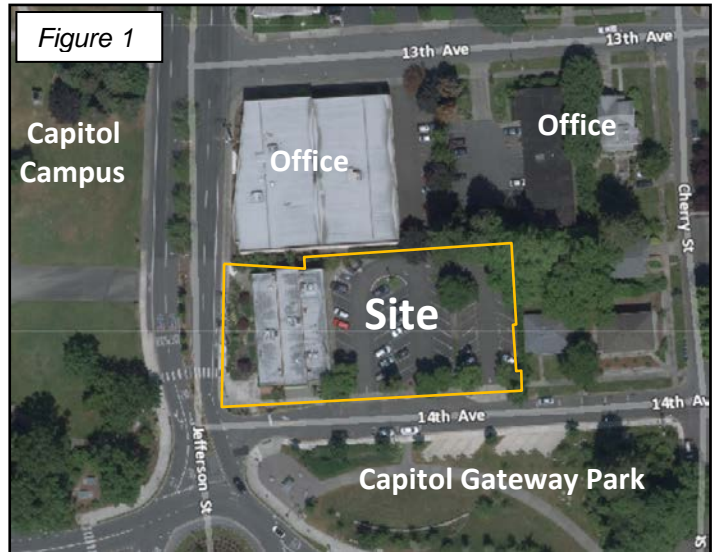 Figure 1
13th Ave
13th Ave
Capitol
Campus
Office
Office
Cherry St
Site
14th Ave
14th Av
Jefferson St
Capitol Gateway Park